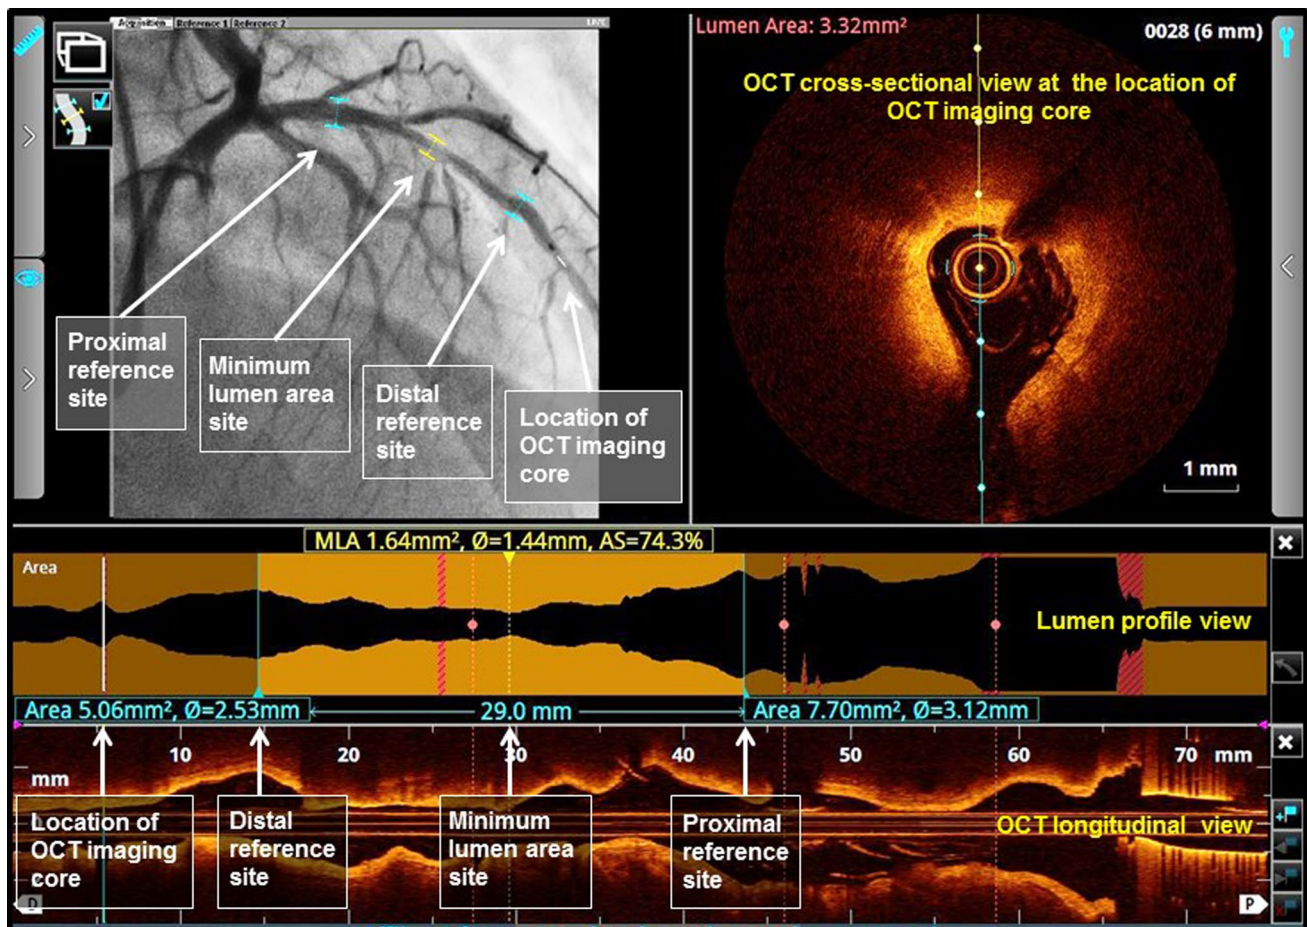 Acquisition Reference 1 Reference 2
LIVE
Proximal
reference
site
Minimum
lumen area
site
Distal
reference
site
Location of
OCT imaging
core
Lumen Area: 3.32mm²
0028 (6 mm)
OCT cross-sectional view at the location of
OCT imaging core
1 mm
MLA 1.64mm², Ø=1.44mm, AS=74.3%
Area
Lumen profile view
Area 5.06mm², Ø=2.53mm
29.0 mm
Area 7.70mm², Ø=3.12mm
10 20 30 40 50 60 70 mm
mm
Location of
OCT imaging
core
Distal
reference
site
Minimum
lumen area
site
Proximal
reference
site
OCT longitudinal view
D
P